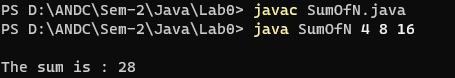 PS D:\ANDC\Sem-2\Java\Lab0> javac SumOfN.java
PS D:\ANDC\Sem-2\Java\Lab0> java SumOfN 4 8 16
The sum is : 28